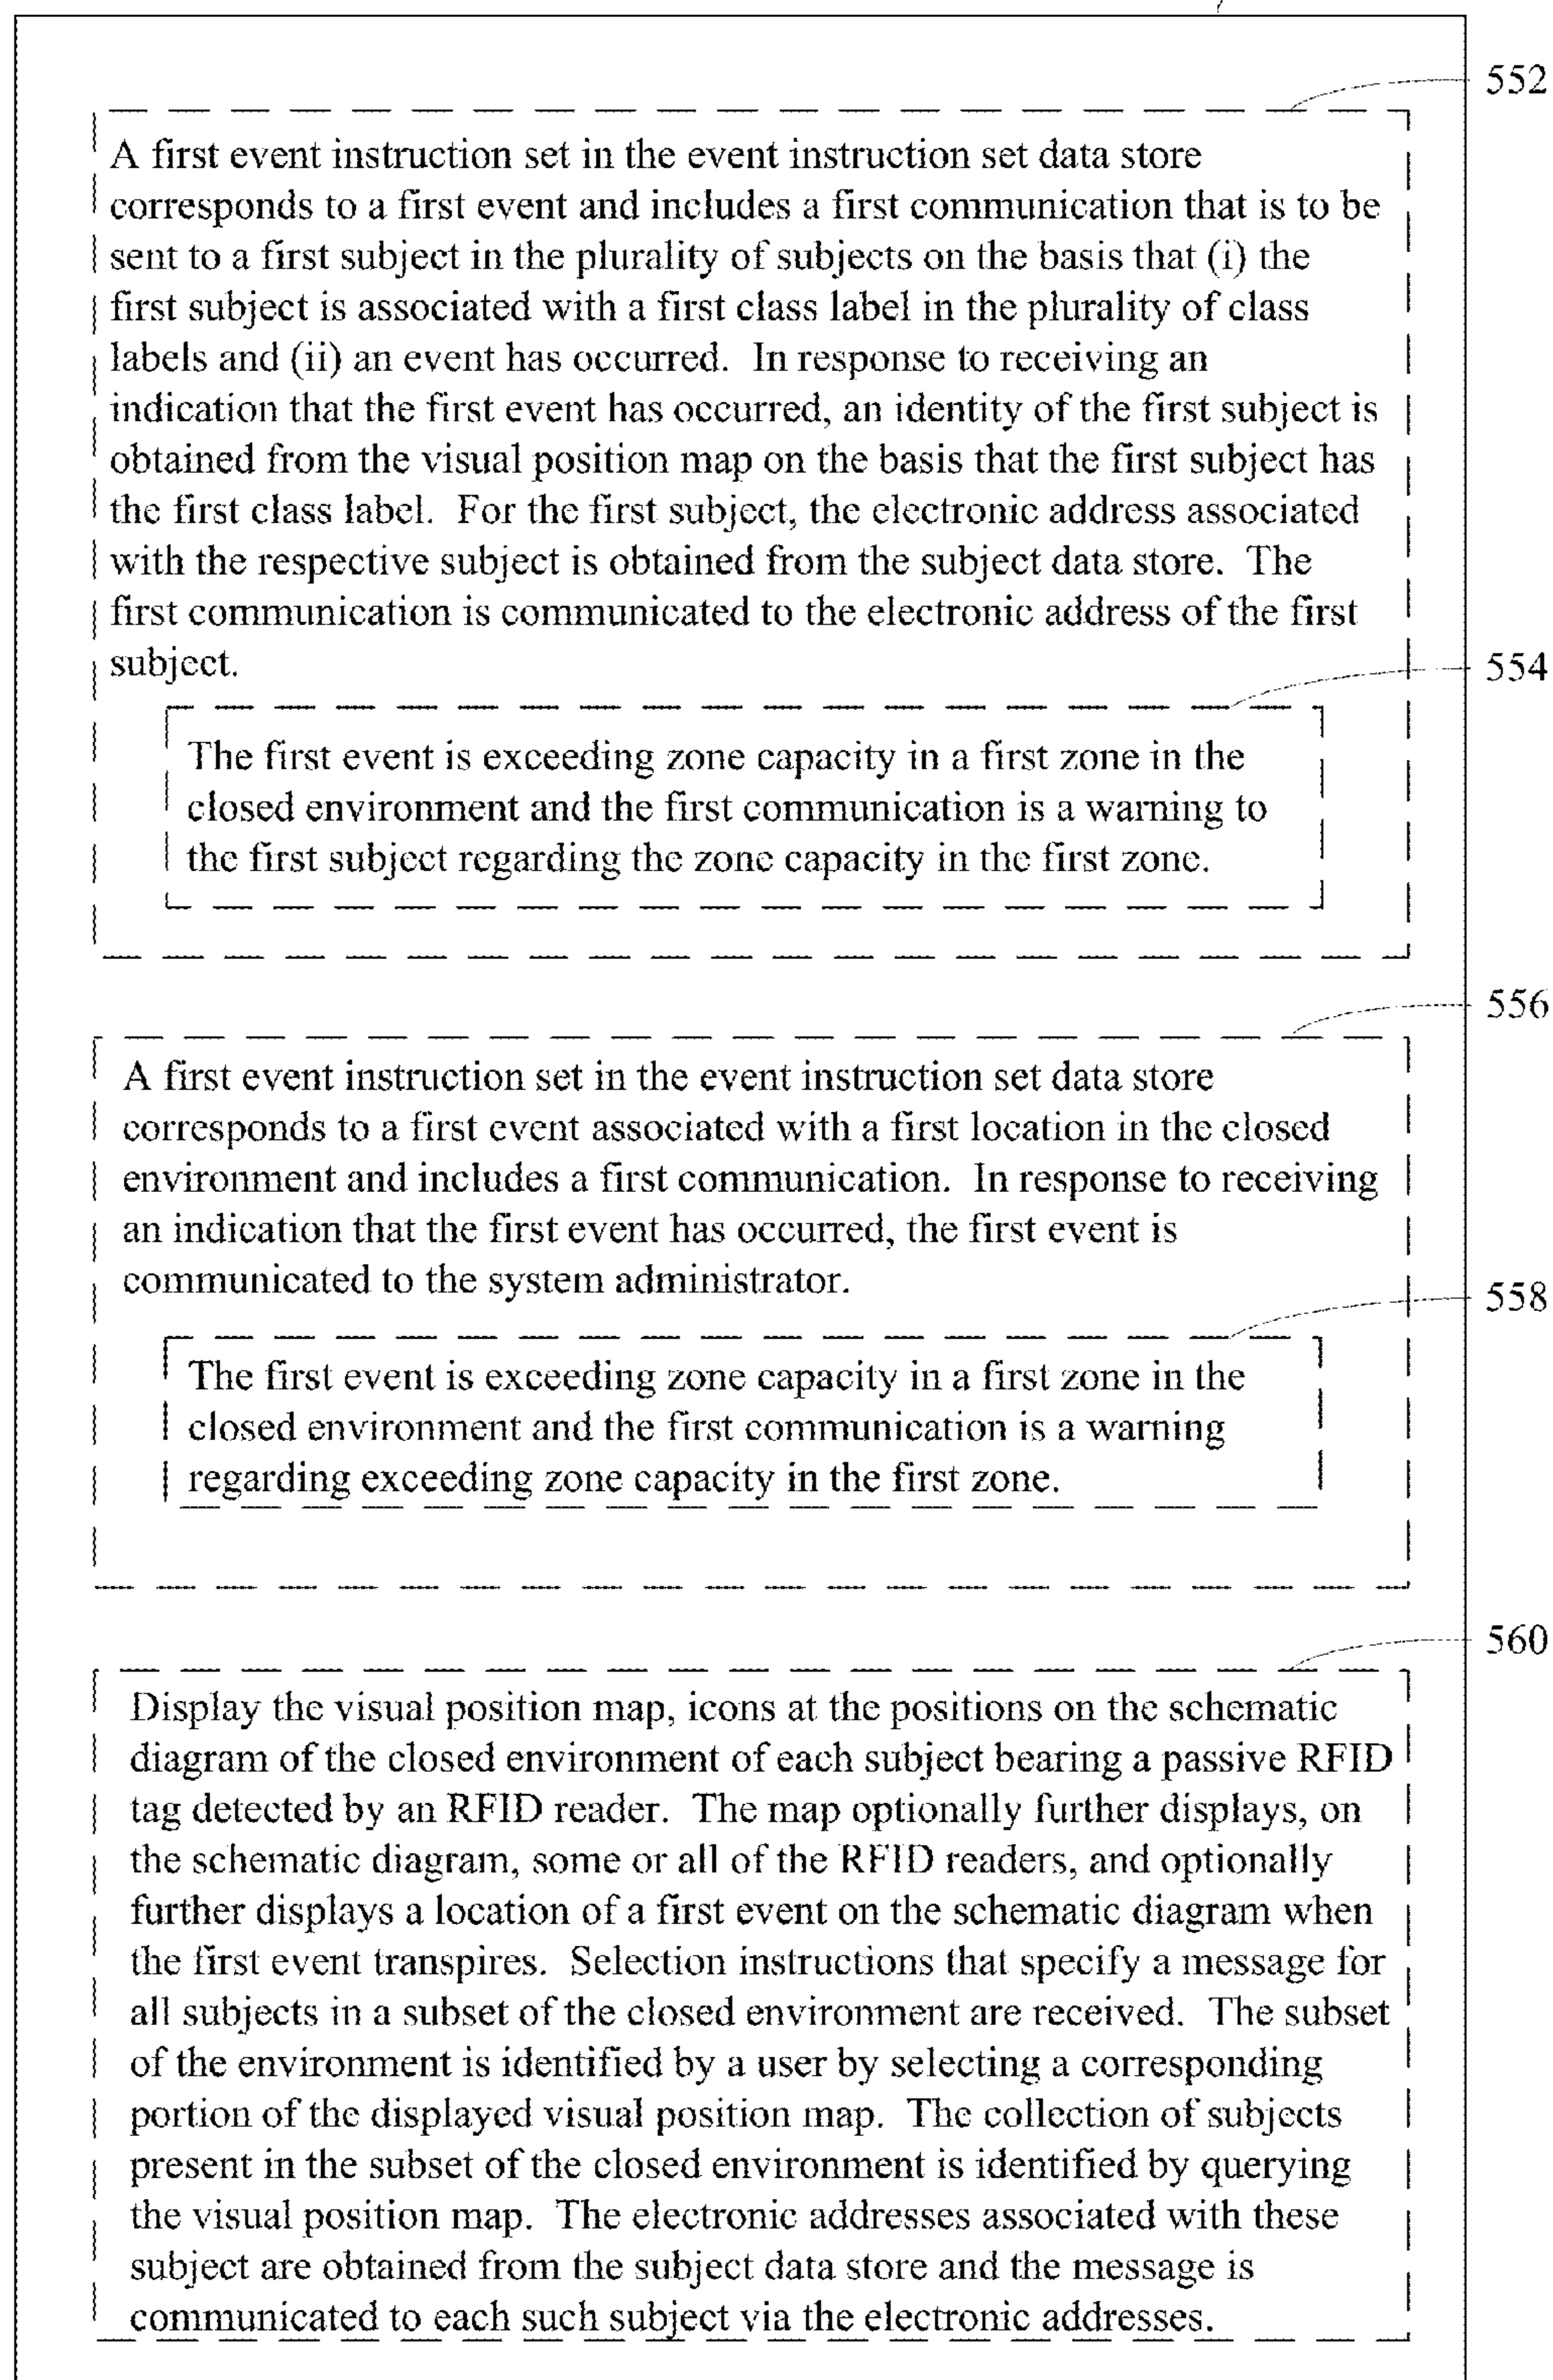 552
A first event instruction set in the event instruction set data store
corresponds to a first event and includes a first communication that is to be
sent to a first subject in the plurality of subjects on the basis that (i) the
first subject is associated with a first class label in the plurality of class
labels and (ii) an event has occurred.  In response to receiving an
indication that the first event has occurred, an identity of the first subject is
obtained from the visual position map on the basis that the first subject has
the first class label.  For the first subject, the electronic address associated
with the respective subject is obtained from the subject data store.  The
first communication is communicated to the electronic address of the first
subject.
554
The first event is exceeding zone capacity in a first zone in the
closed environment and the first communication is a warning to
the first subject regarding the zone capacity in the first zone.
556
A first event instruction set in the event instruction set data store
corresponds to a first event associated with a first location in the closed
environment and includes a first communication.  In response to receiving
an indication that the first event has occurred, the first event is
communicated to the system administrator.
558
The first event is exceeding zone capacity in a first zone in the
closed environment and the first communication is a warning
regarding exceeding zone capacity in the first zone.
560
Display the visual position map, icons at the positions on the schematic
diagram of the closed environment of each subject bearing a passive RFID
tag detected by an RFID reader.  The map optionally further displays, on
the schematic diagram, some or all of the RFID readers, and optionally
further displays a location of a first event on the schematic diagram when
the first event transpires.  Selection instructions that specify a message for
all subjects in a subset of the closed environment are received.  The subset
of the environment is identified by a user by selecting a corresponding
portion of the displayed visual position map.  The collection of subjects
present in the subset of the closed environment is identified by querying
the visual position map.  The electronic addresses associated with these
subject are obtained from the subject data store and the message is
communicated to each such subject via the electronic addresses.